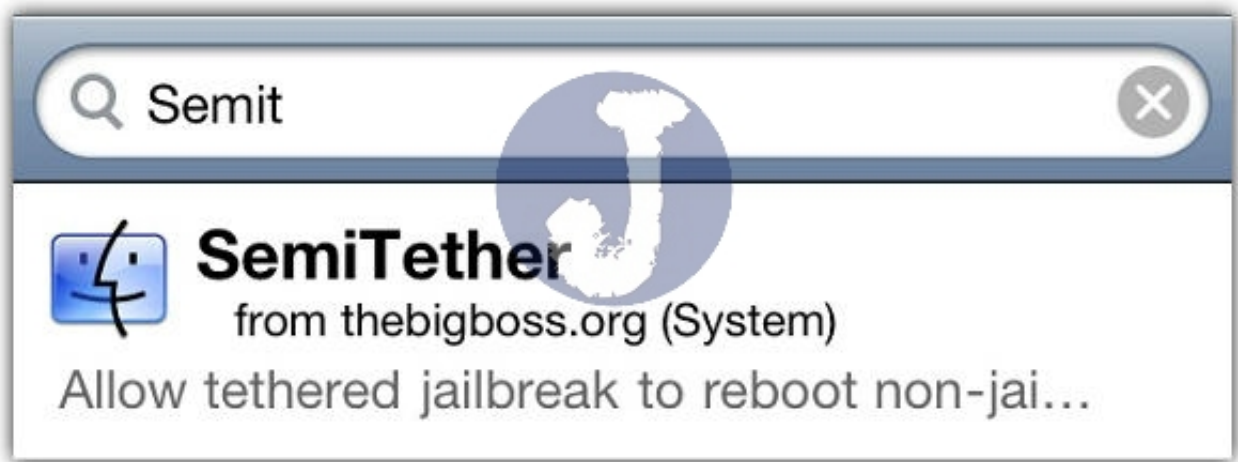 Semit
J
SemiTether
from thebigboss.org (System)
Allow tethered jailbreak to reboot non-jai...